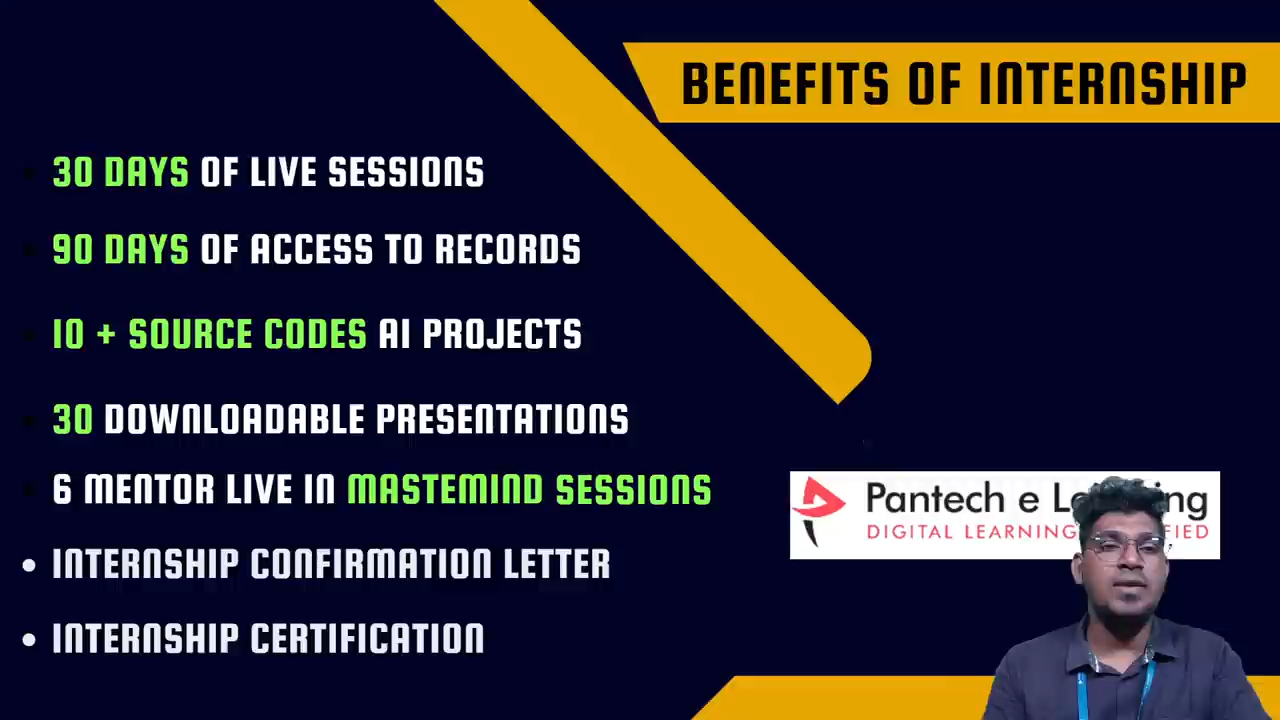 BENEFITS OF INTERNSHIP
30 DAYS OF LIVE SESSIONS
90 DAYS OF ACCESS TO RECORDS
10 + SOURCE CODES AI PROJECTS
30 DOWNLOADABLE PRESENTATIONS
6 MENTOR LIVE IN MASTEMIND SESSIONS
INTERNSHIP CONFIRMATION LETTER
INTERNSHIP CERTIFICATION
Pantech e
DIGITAL LEARNING